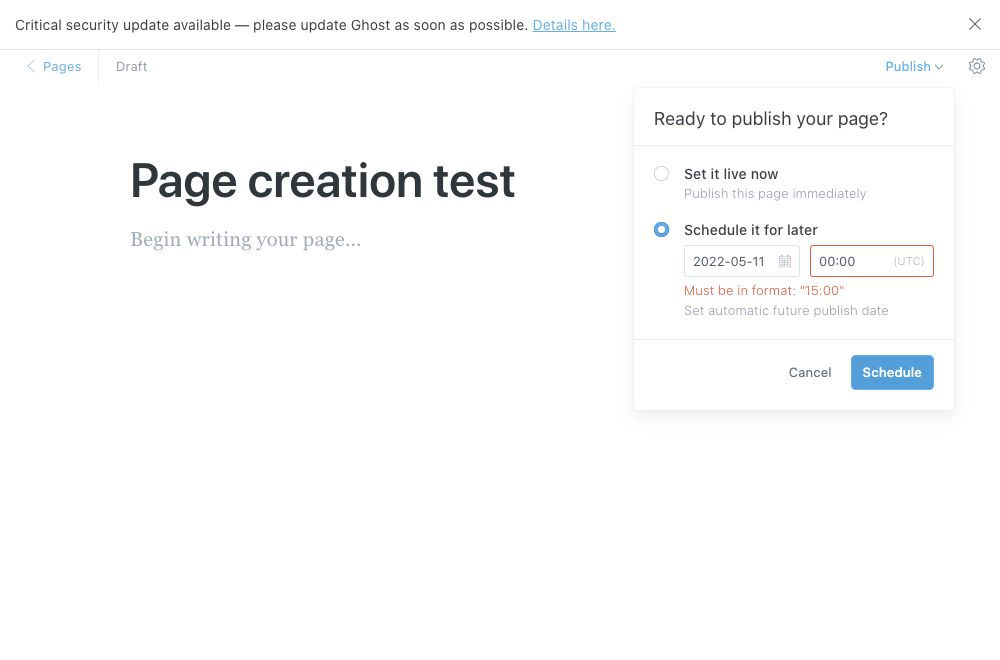 Critical security update available — please update Ghost as soon as possible. Details here.
Pages
Draft
Publish
Ready to publish your page?
Page creation test
Begin writing your page...
Set it live now
Publish this page immediately
Schedule it for later
2022-05-11
00:00
(UTC)
Must be in format: "15:00"
Set automatic future publish date
Cancel
Schedule